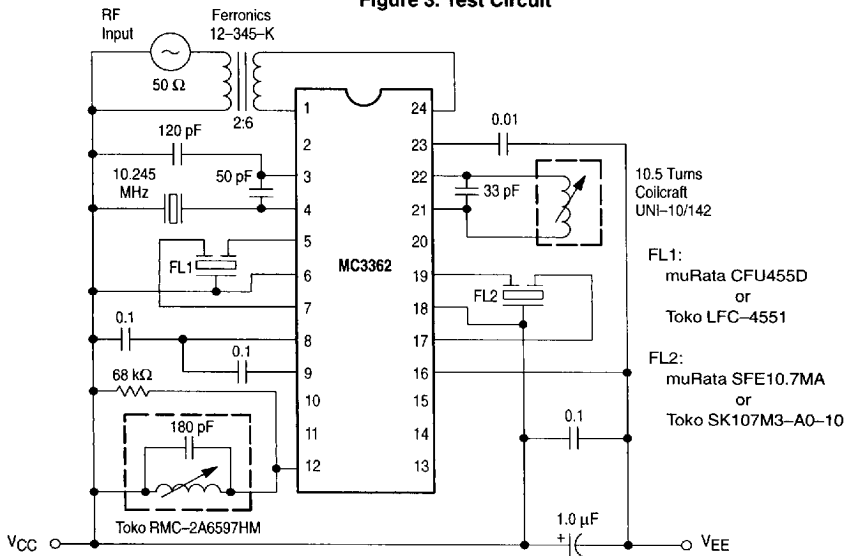 Figure 3. Test Circuit
RF
Input
Ferronics
12–345–K
50 Ω
2:6
120 pF
10.245
MHz
50 pF
FL1
0.1
0.1
68 kΩ
180 pF
Toko RMC–2A6597HM
VCC
1
2
3
4
5
6
7
8
9
10
11
12
MC3362
24
23
22
21
20
19
18
17
16
15
14
13
0.01
33 pF
10.5 Turns
Coilcraft
UNI–10/142
FL2
0.1
1.0 µF
+
VEE
FL1:
muRata CFU455D
or
Toko LFC–4551
FL2:
muRata SFE10.7MA
or
Toko SK107M3–A0–10